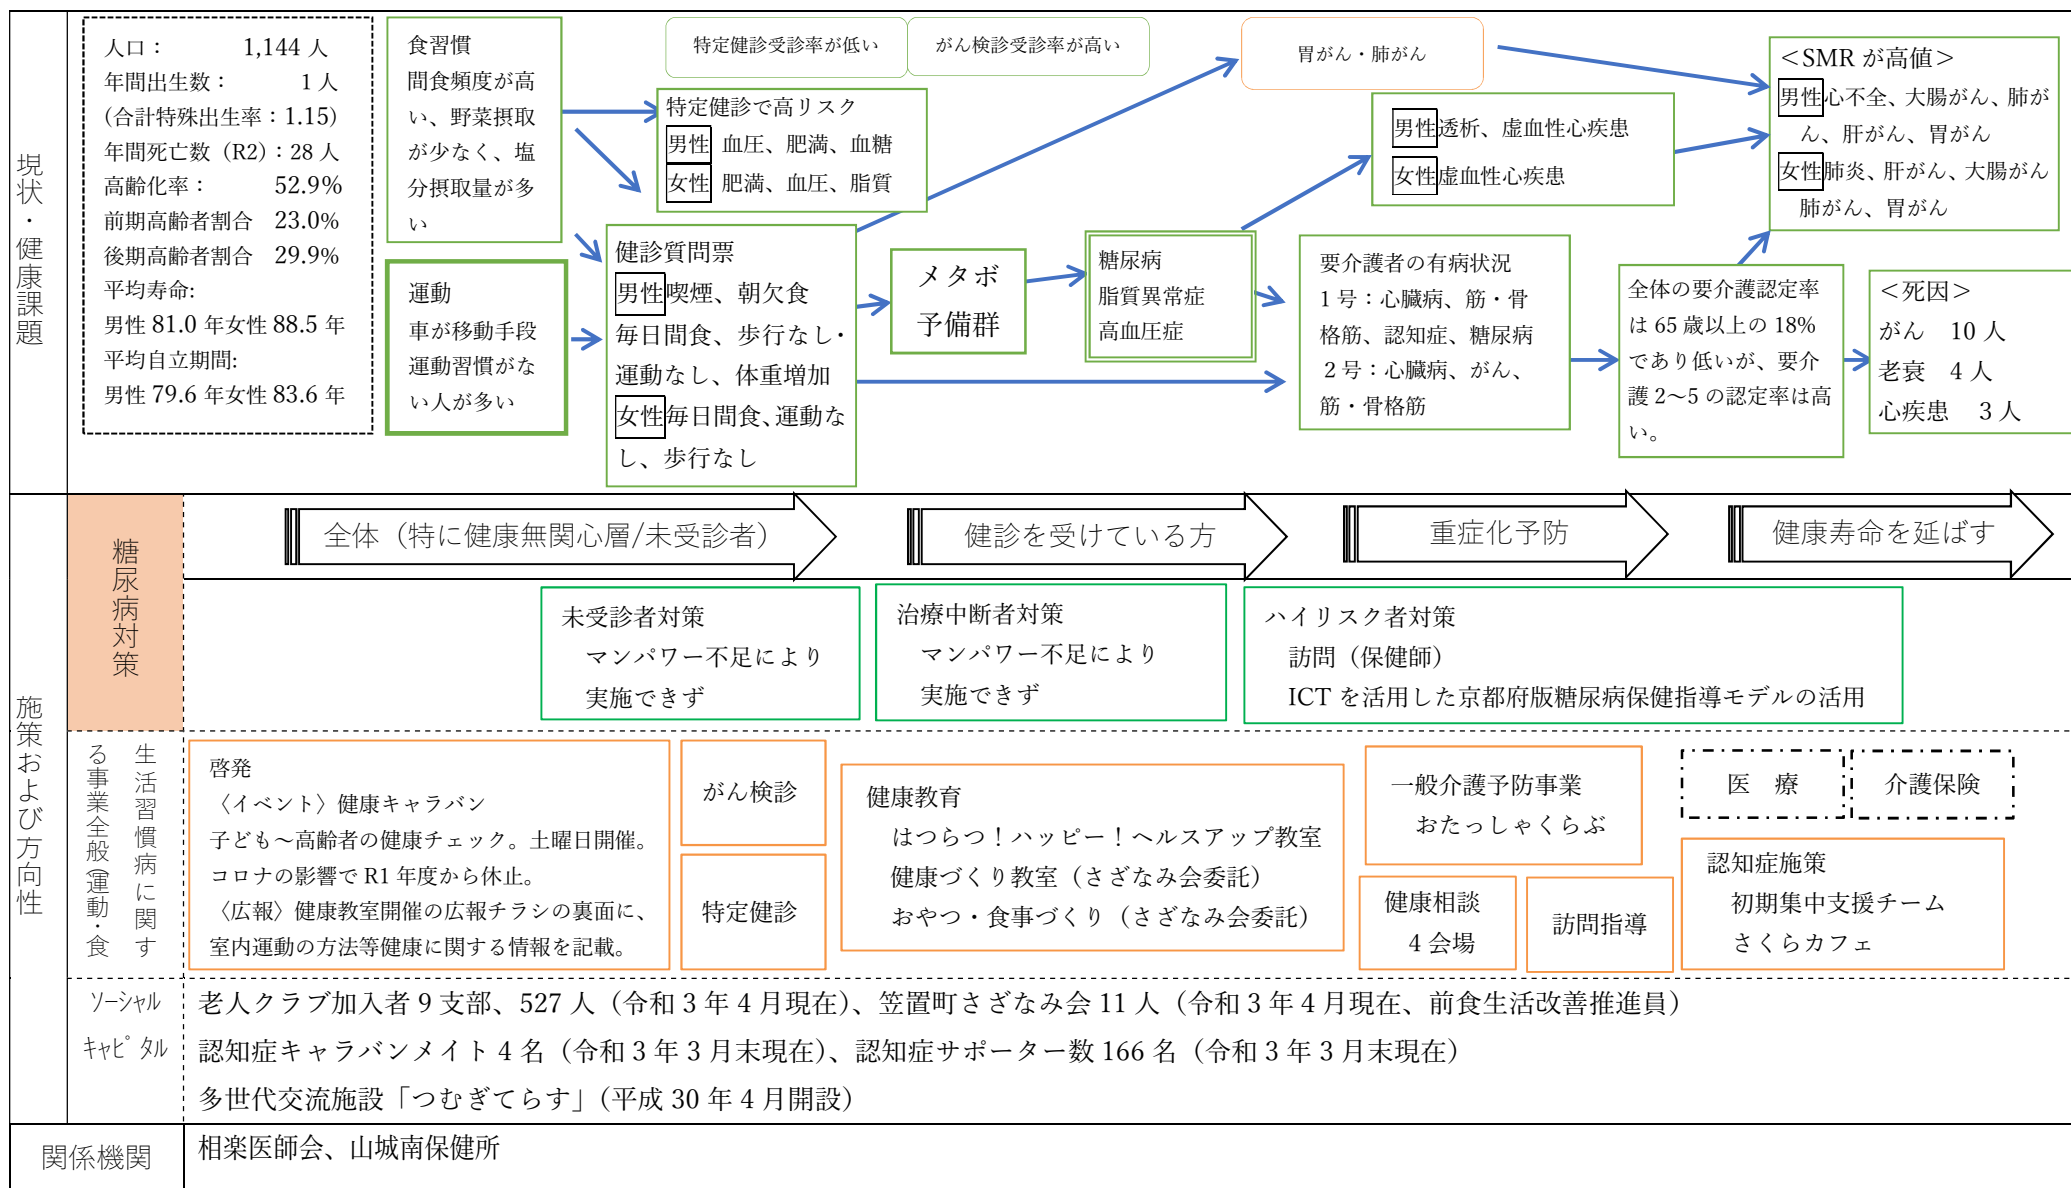 現状・健康課題
人口： 1,144 人
年間出生数： 1 人
(合計特殊出生率：1.15)
年間死亡数（R2）：28 人
高齢化率： 52.9%
前期高齢者割合 23.0%
後期高齢者割合 29.9%
平均寿命:
男性 81.0 年女性 88.5 年
平均自立期間:
男性 79.6 年女性 83.6 年
食習慣
間食頻度が高
い、野菜摂取
が少なく、塩
分摂取量が多
い
運動
車が移動手段
運動習慣がな
い人が多い
特定健診受診率が低い
がん検診受診率が高い
特定健診で高リスク
男性 血圧、肥満、血糖
女性 肥満、血圧、脂質
健診質問票
男性喫煙、朝欠食
毎日間食、歩行なし・
運動なし、体重増加
女性毎日間食、運動な
し、歩行なし
メタボ
予備群
糖尿病
脂質異常症
高血圧症
胃がん・肺がん
男性透析、虚血性心疾患
女性虚血性心疾患
要介護者の有病状況
1 号：心臓病、筋・骨
格筋、認知症、糖尿病
2 号：心臓病、がん、
筋・骨格筋
全体の要介護認定率
は 65 歳以上の 18%
であり低いが、要介
護 2～5 の認定率は高
い。
＜SMR が高値＞
男性心不全、大腸がん、肺が
ん、肝がん、胃がん
女性肺炎、肝がん、大腸がん
肺がん、胃がん
＜死因＞
がん 10 人
老衰 4 人
心疾患 3 人
施策および方向性
糖尿病対策
全体（特に健康無関心層/未受診者）
健診を受けている方
重症化予防
健康寿命を延ばす
未受診者対策
マンパワー不足により
実施できず
治療中断者対策
マンパワー不足により
実施できず
ハイリスク者対策
訪問（保健師）
ICT を活用した京都府版糖尿病保健指導モデルの活用
生活習慣病に関す
る事業全般（運動・食
啓発
〈イベント〉健康キャラバン
子ども～高齢者の健康チェック。土曜日開催。
コロナの影響で R1 年度から休止。
〈広報〉健康教室開催の広報チラシの裏面に、
室内運動の方法等健康に関する情報を記載。
がん検診
特定健診
健康教育
はつらつ！ハッピー！ヘルスアップ教室
健康づくり教室（さざなみ会委託）
おやつ・食事づくり（さざなみ会委託）
一般介護予防事業
おたっしゃくらぶ
健康相談
4 会場
訪問指導
医 療
介護保険
認知症施策
初期集中支援チーム
さくらカフェ
ソーシャル
キャピタル
老人クラブ加入者 9 支部、527 人（令和 3 年 4 月現在）、笠置町さざなみ会 11 人（令和 3 年 4 月現在、前食生活改善推進員）
認知症キャラバンメイト 4 名（令和 3 年 3 月末現在）、認知症サポーター数 166 名（令和 3 年 3 月末現在）
多世代交流施設「つむぎてらす」（平成 30 年 4 月開設）
関係機関
相楽医師会、山城南保健所